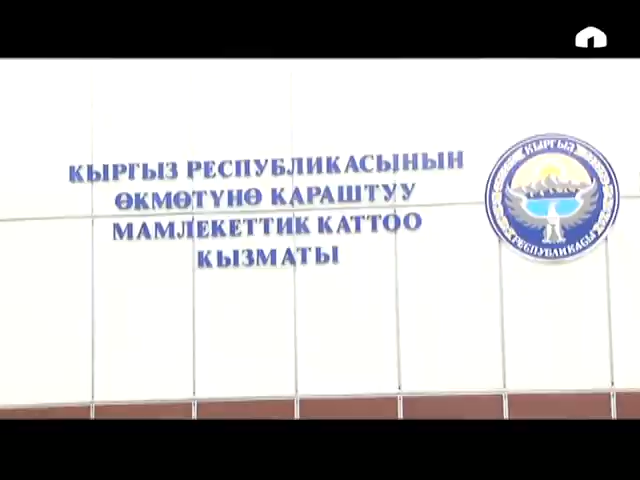 КЫРГЫЗ РЕСПУБЛИКАСЫНЫН
ӨКМӨТҮНӨ КАРАШТУУ
МАМЛЕКЕТТИК КАТТОО
КЫЗМАТЫ
КЫРГЫЗ
РЕСПУБЛИКАСЫ